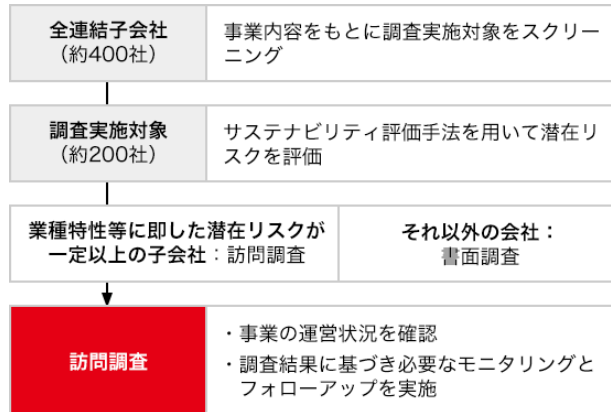 全連結子会社
（約400社）
事業内容をもとに調査実施対象をスクリー
ニング
調査実施対象
（約200社）
サステナビリティ評価手法を用いて潜在リ
スクを評価
業種特性等に即した潜在リスクが
一定以上の子会社：訪問調査
それ以外の会社：
書面調査
訪問調査
・事業の運営状況を確認
・調査結果に基づき必要なモニタリングと
フォローアップを実施